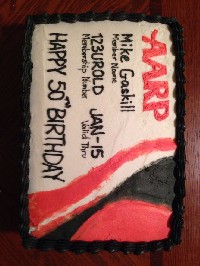 AARP
Mike Gaskill
Member Name
123UROLD JAN-15
Membership Number Valid Thru
HAPPY 50th BIRTHDAY